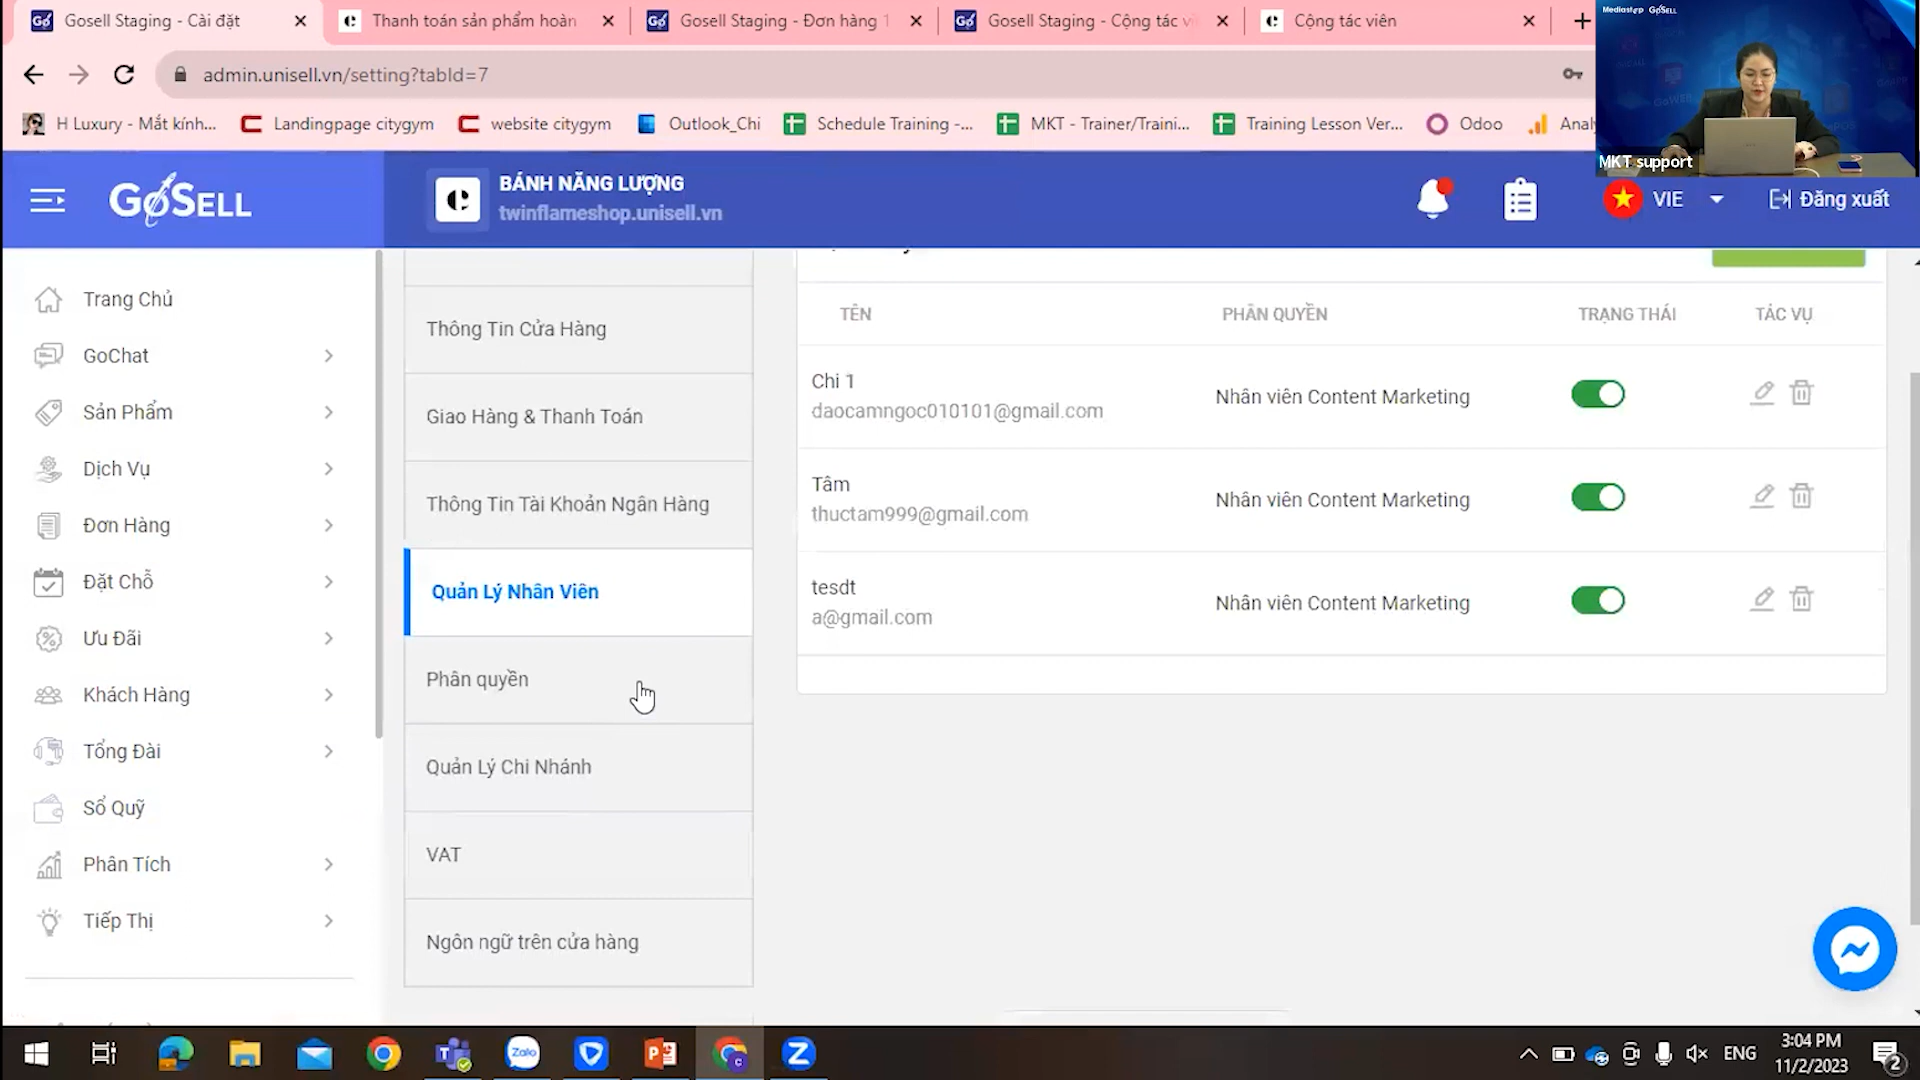 Gosell Staging - Cài đặt
Thanh toán sản phẩm hoàn
Gosell Staging - Đơn hàng 1
Gosell Staging - Cộng tác vi
Cộng tác viên
admin.unisell.vn/setting?tabId=7
H Luxury - Mắt kính...
Landingpage citygym
website citygym
Outlook_Chi
Schedule Training -...
MKT - Trainer/Traini...
Training Lesson Ver...
Odoo
Anal
Mediastep GoSELL
MKT support
GoSELL
BÁNH NĂNG LƯỢNG
twinflameshop.unisell.vn
VIE
Đăng xuất
Trang Chủ
GoChat
Sản Phẩm
Dịch Vụ
Đơn Hàng
Đặt Chỗ
Ưu Đãi
Khách Hàng
Tổng Đài
Sổ Quỹ
Phân Tích
Tiếp Thị
Thông Tin Cửa Hàng
Giao Hàng & Thanh Toán
Thông Tin Tài Khoản Ngân Hàng
Quản Lý Nhân Viên
Phân quyền
Quản Lý Chi Nhánh
VAT
Ngôn ngữ trên cửa hàng
TÊN PHÂN QUYỀN TRẠNG THÁI TÁC VỤ
Chi 1
daocamngoc010101@gmail.com
Nhân viên Content Marketing
Tâm
thuctam999@gmail.com
Nhân viên Content Marketing
tesdt
a@gmail.com
Nhân viên Content Marketing
Zalo
ENG
3:04 PM
11/2/2023
2